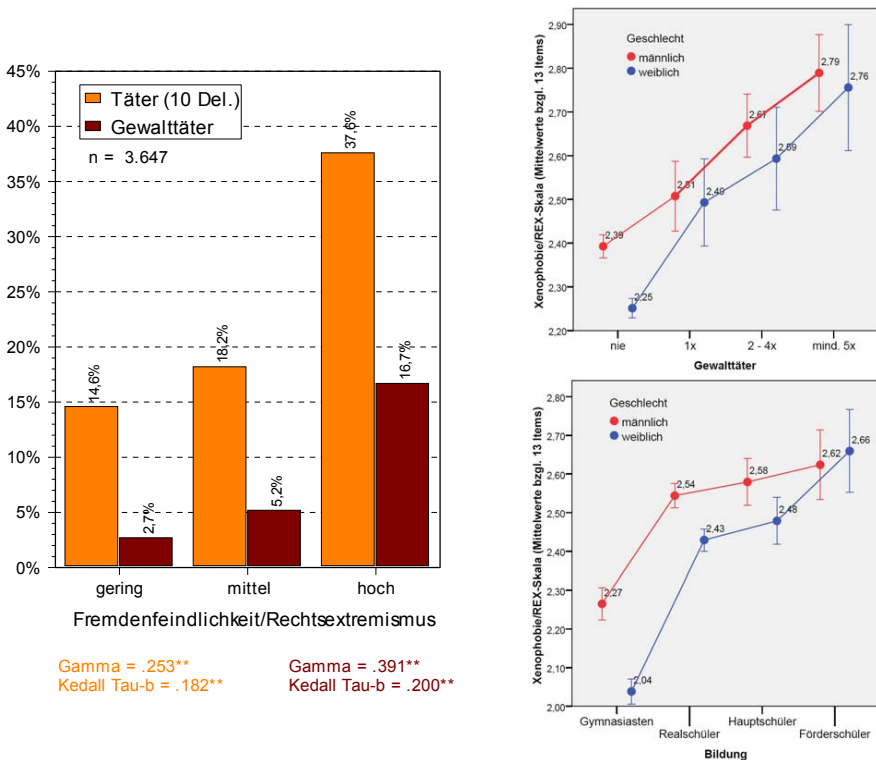 45%
40%
35%
30%
25%
20%
15%
10%
5%
0%
Täter (10 Del.)
Gewalttäter
n = 3.647
14,6%
2,7%
18,2%
5,2%
37,6%
16,7%
gering mittel hoch
Fremdenfeindlichkeit/Rechtsextremismus
Gamma = .253**
Kedall Tau-b = .182**
Gamma = .391**
Kedall Tau-b = .200**
Xenophobie/REX-Skala (Mittelwerte bzgl. 13 Items)
2,90
2,80
2,70
2,60
2,50
2,40
2,30
2,20
Geschlecht
männlich
weiblich
2,39
2,51
2,67
2,79
2,25
2,49
2,59
2,76
nie 1x 2 - 4x mind. 5x
Gewalttäter
Xenophobie/REX-Skala (Mittelwerte bzgl. 13 Items)
2,80
2,70
2,60
2,50
2,40
2,30
2,20
2,10
2,00
Geschlecht
männlich
weiblich
2,27
2,54
2,58
2,62
2,04
2,43
2,48
2,66
Gymnasiasten Hauptschüler
Realschüler Förderschüler
Bildung